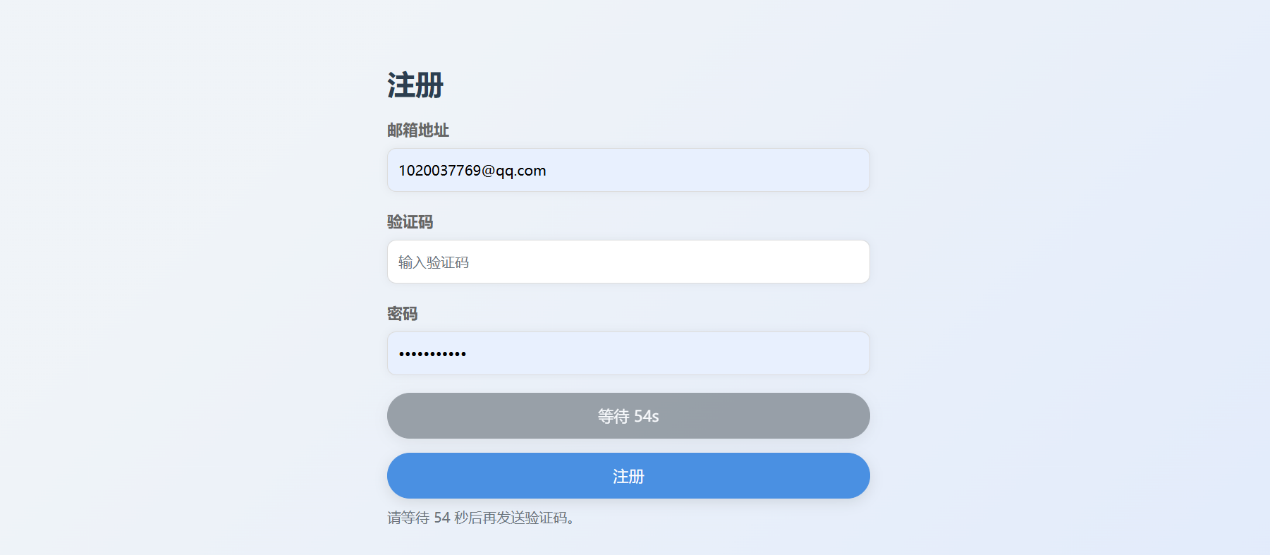 注册
邮箱地址
1020037769@qq.com
验证码
输入验证码
密码
•••••••••••
等待 54s
注册
请等待 54 秒后再发送验证码。